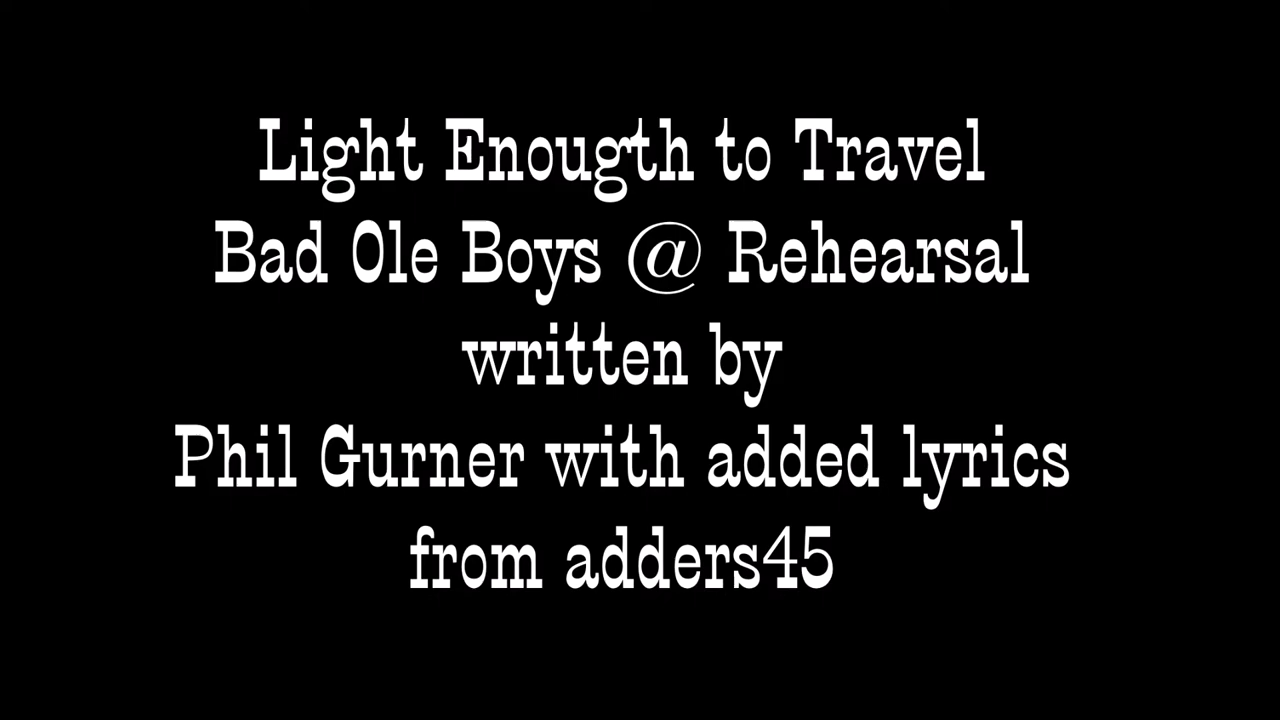 Light Enougth to Travel
Bad Ole Boys @ Rehearsal
written by
Phil Gurner with added lyrics
from adders45